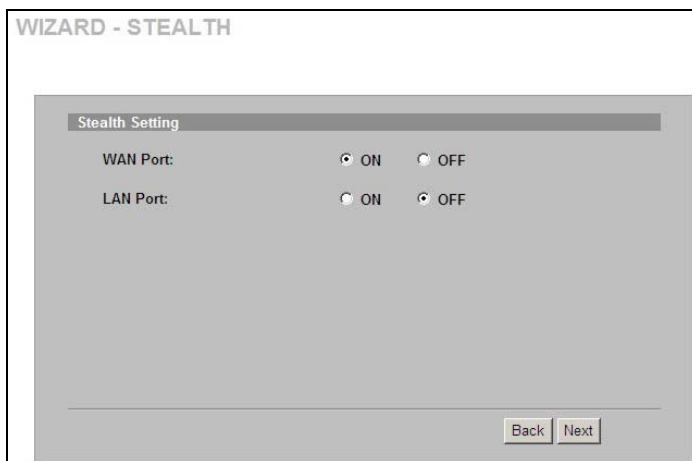 WIZARD - STEALTH
Stealth Setting
WAN Port: ON OFF
LAN Port: ON OFF
Back Next